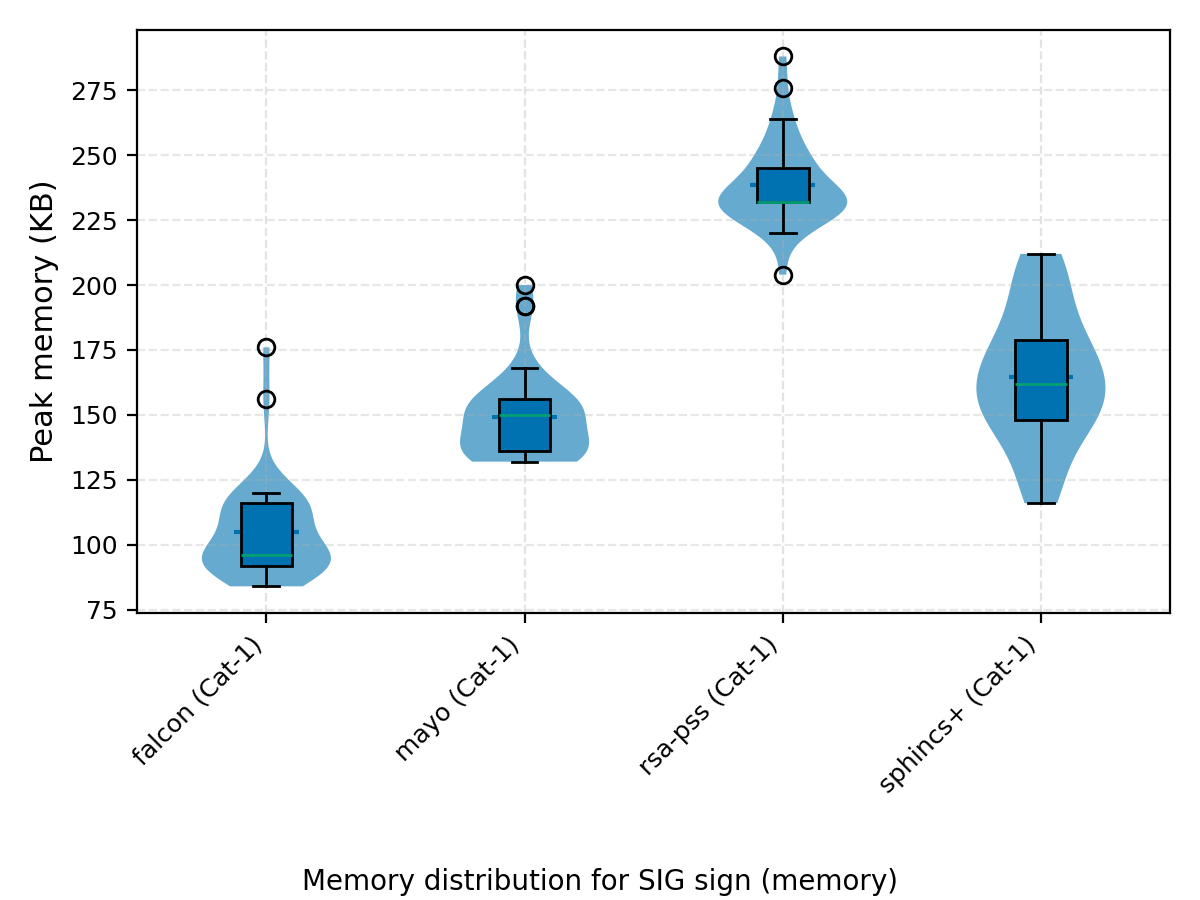 275
250
225
200
175
150
125
100
75
Peak memory (KB)
falcon (Cat-1)
mayo (Cat-1)
rsa-pss (Cat-1)
sphincs+ (Cat-1)
Memory distribution for SIG sign (memory)